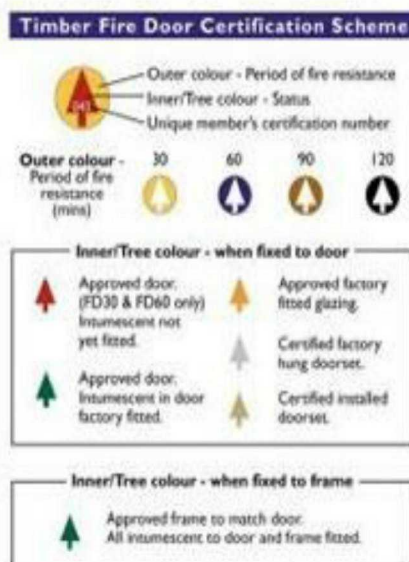 Timber Fire Door Certification Scheme
Outer colour - Period of fire resistance
Inner/Tree colour - Status
Unique member's certification number
Outer colour -
Period of fire
resistance
(mins)
30 60 90 120
Inner/Tree colour - when fixed to door
Approved door.
(FD30 & FD60 only)
Intumescent not
yet fitted.
Approved door.
Intumescent in door
factory fitted.
Approved factory
fitted glazing.
Certified factory
hung doorset.
Certified installed
doorset.
Inner/Tree colour - when fixed to frame
Approved frame to match door.
All intumescent to door and frame fitted.